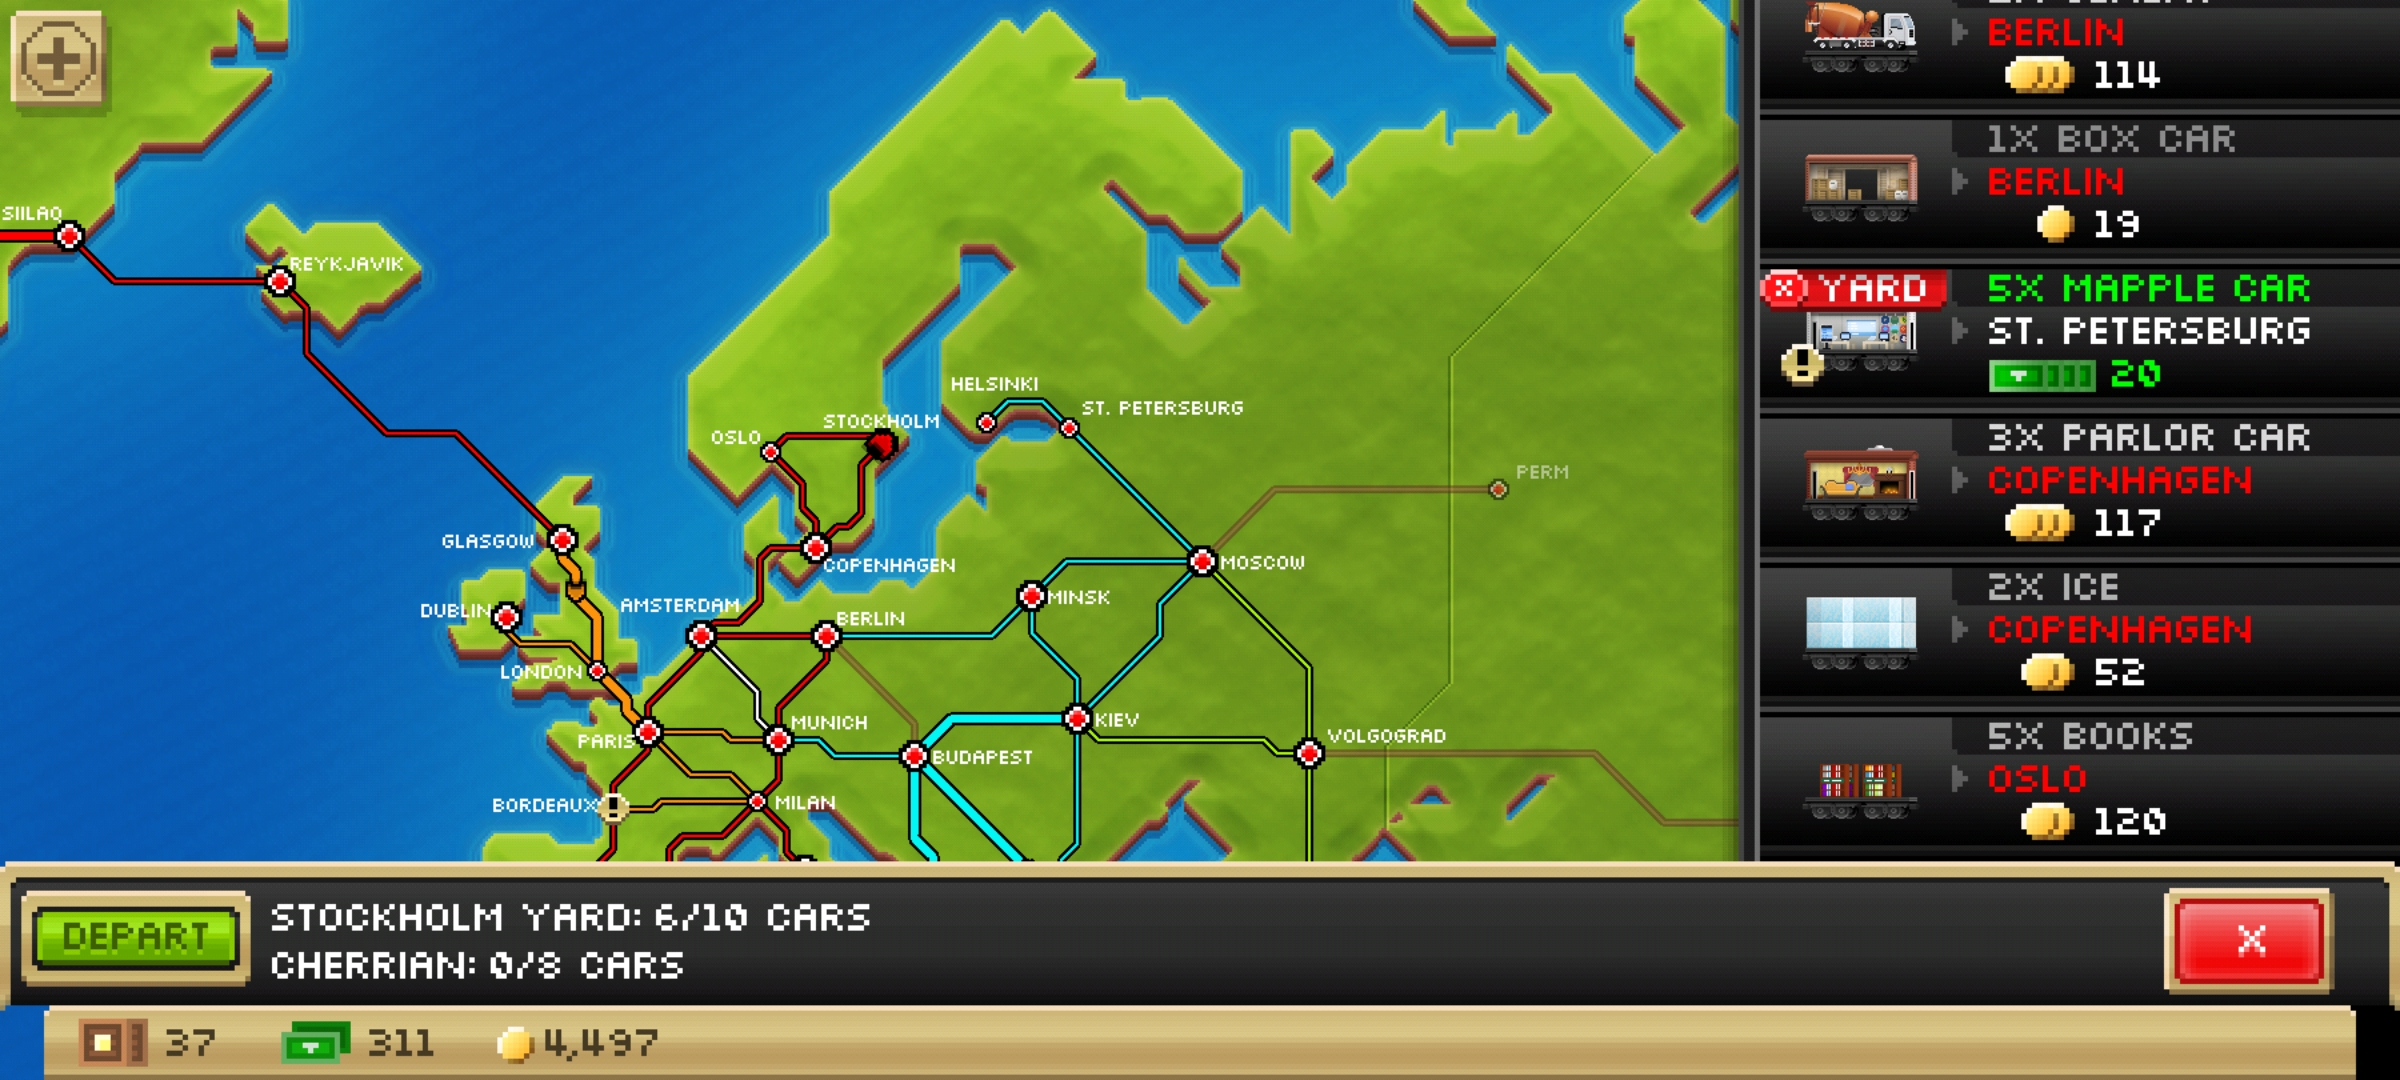 BERLIN
114
1X BOX CAR
BERLIN
19
YARD
5X MAPPLE CAR
ST. PETERSBURG
20
3X PARLOR CAR
COPENHAGEN
117
2X ICE
COPENHAGEN
52
5X BOOKS
OSLO
120
SIILAQ
REYKJAVIK
HELSINKI
ST. PETERSBURG
STOCKHOLM
OSLO
PERM
GLASGOW
COPENHAGEN
MOSCOW
DUBLIN
AMSTERDAM
BERLIN
MINSK
LONDON
MUNICH
KIEV
PARIS
BUDAPEST
VOLGOGRAD
BORDEAUX
MILAN
DEPART
STOCKHOLM YARD: 6/10 CARS
CHERRIAN: 0/8 CARS
X
37
311
4,497